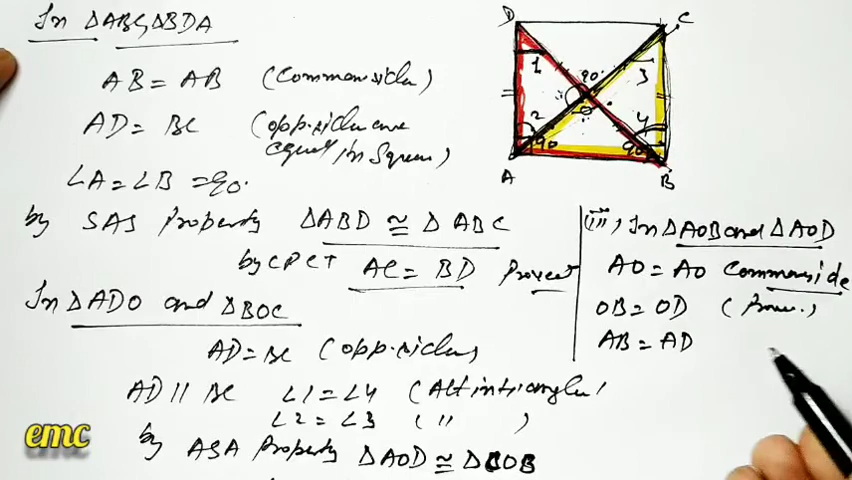 In ΔABC, ΔBDA
AB = AB (Common side)
AD = BC (opp. side are
equal in Square)
∠A = ∠B = 90°
by SAS Property ΔABD ≅ ΔABC
by CPCT AC = BD Proved
In ΔADO and ΔBOC
AD = BC (opp. sides)
AD || BC ∠1 = ∠4 (Alt int angles)
∠2 = ∠3 ( " )
by ASA Property ΔAOD ≅ ΔCOB
D
C
1
90°
3
2
4
90
90
A
B
(iii) In ΔAOB and ΔAOD
AO = AO Common side
OB = OD (Prov.)
AB = AD
emc